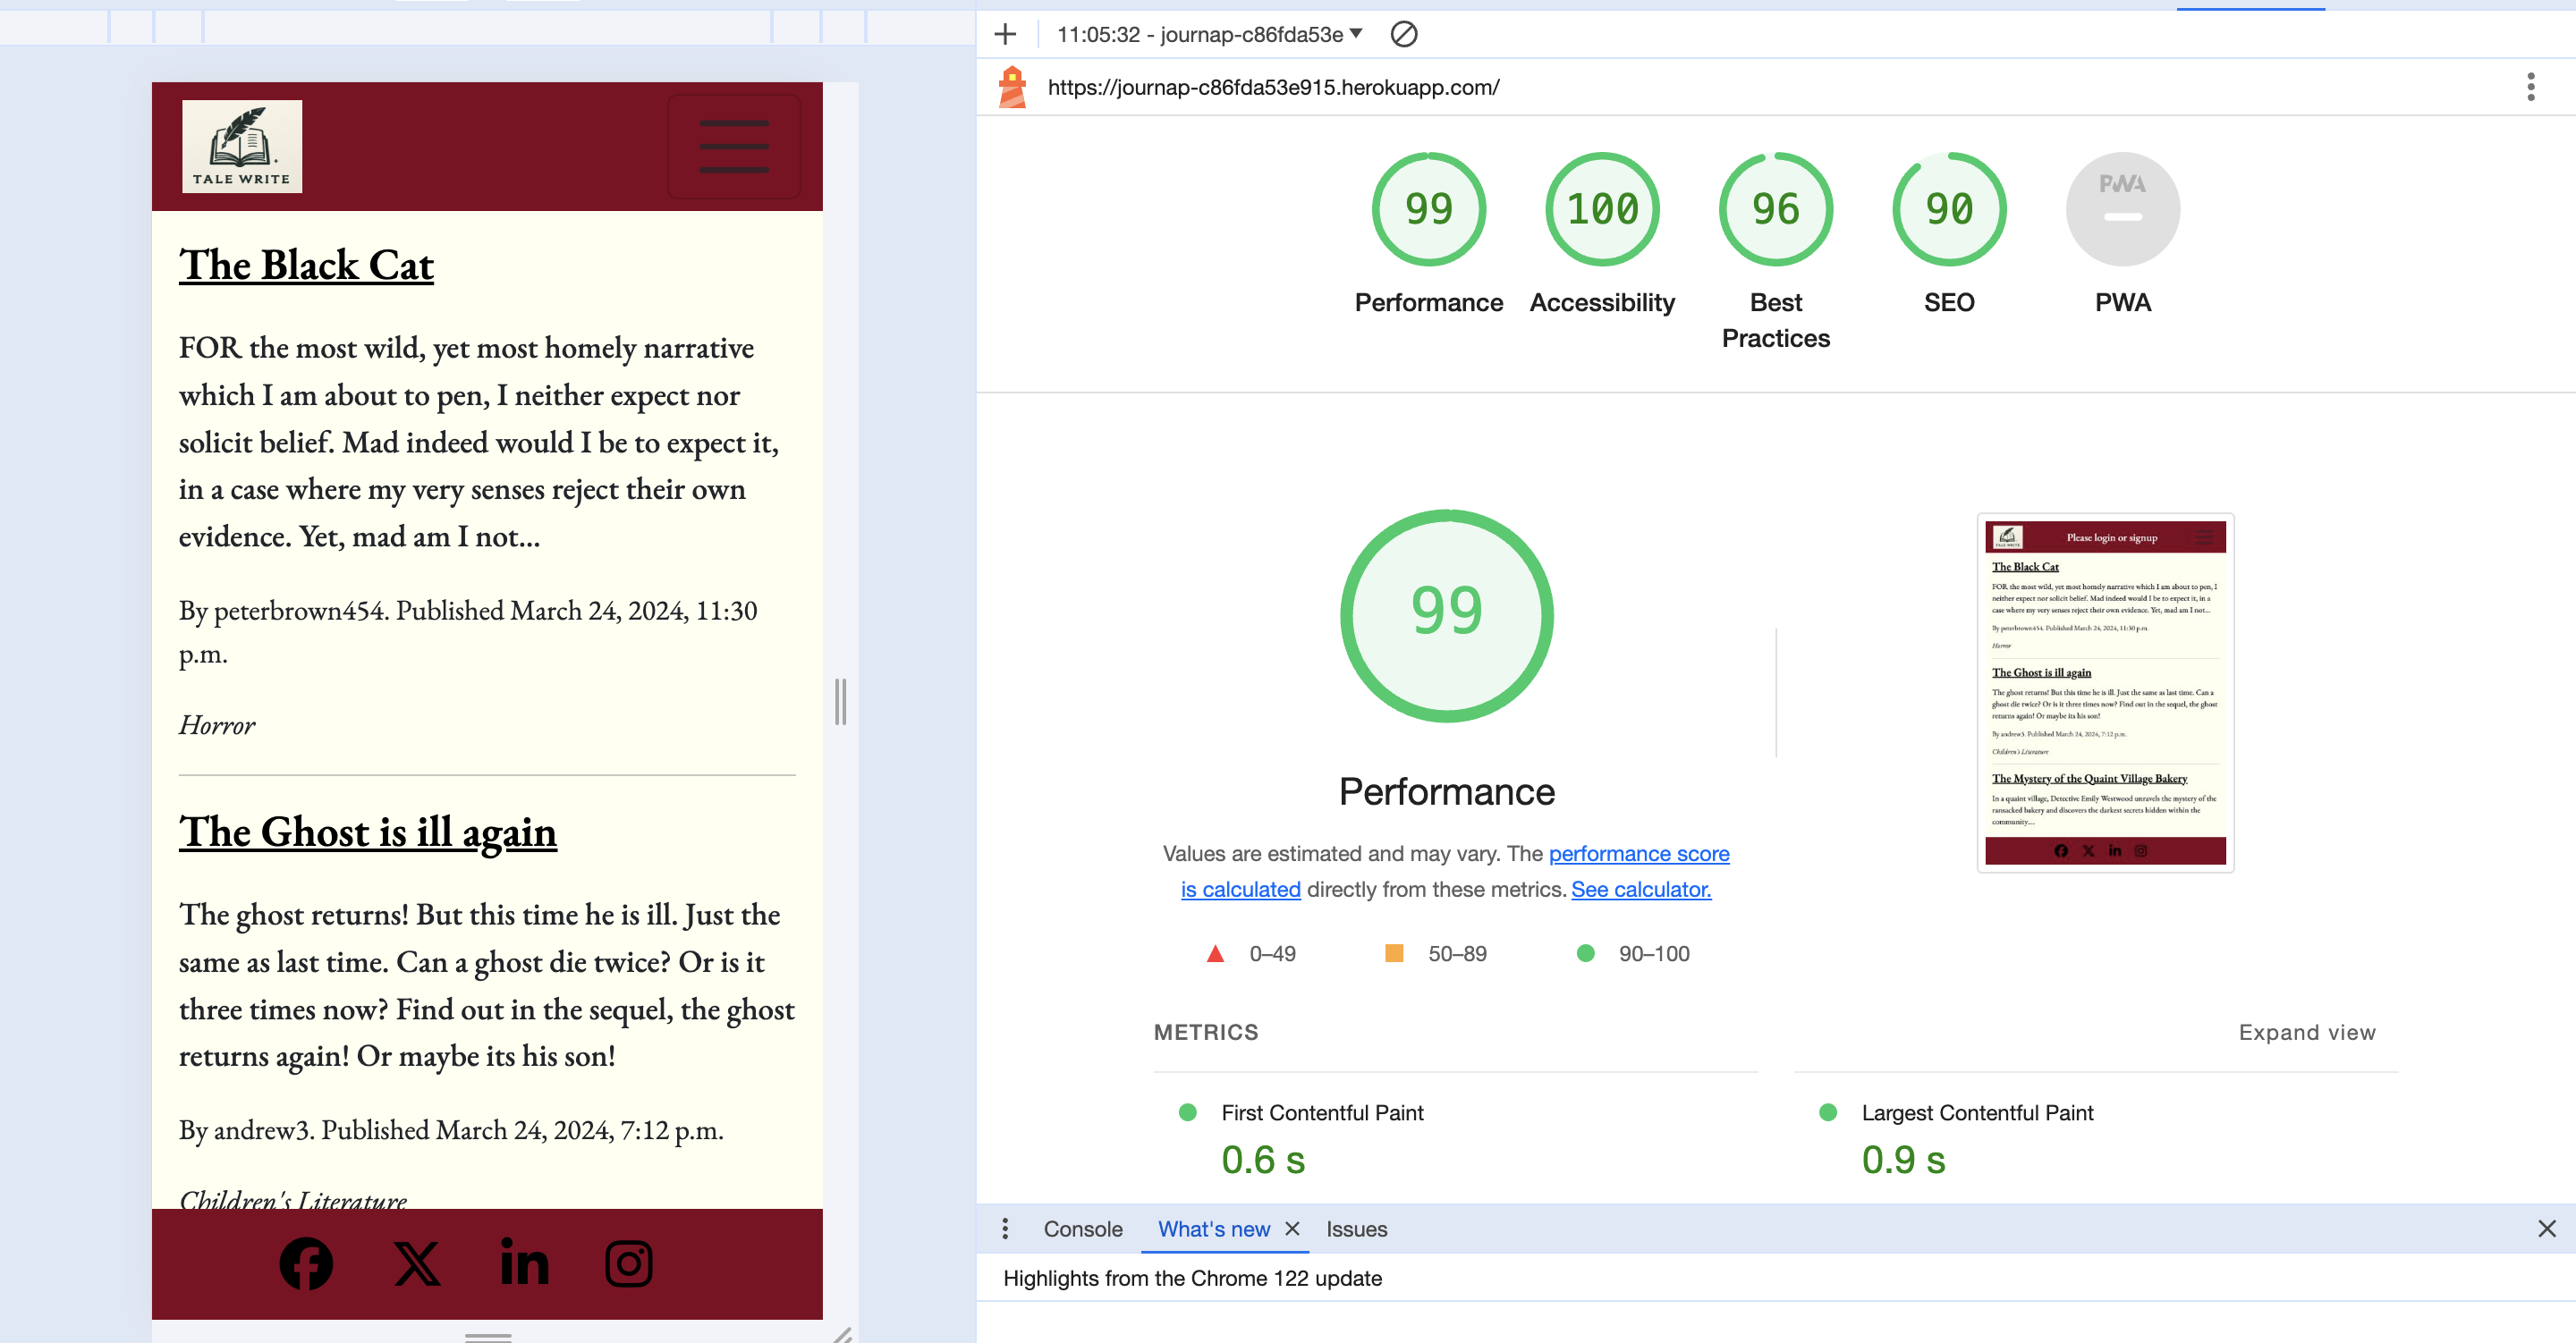 TALE WRITE
The Black Cat
FOR the most wild, yet most homely narrative
which I am about to pen, I neither expect nor
solicit belief. Mad indeed would I be to expect it,
in a case where my very senses reject their own
evidence. Yet, mad am I not...
By peterbrown454. Published March 24, 2024, 11:30
p.m.
Horror
The Ghost is ill again
The ghost returns! But this time he is ill. Just the
same as last time. Can a ghost die twice? Or is it
three times now? Find out in the sequel, the ghost
returns again! Or maybe its his son!
By andrew3. Published March 24, 2024, 7:12 p.m.
Children's Literature
11:05:32 - journap-c86fda53e
https://journap-c86fda53e915.herokuapp.com/
99
100
96
90
PWA
Performance
Accessibility
Best
Practices
SEO
PWA
99
Performance
Values are estimated and may vary. The performance score
is calculated directly from these metrics. See calculator.
0–49
50–89
90–100
TALE WRITE
Please login or signup
The Black Cat
FOR the most wild, yet most homely narrative which I am about to pen, I
neither expect nor solicit belief. Mad indeed would I be to expect it, in a
case where my very senses reject their own evidence. Yet, mad am I not...
By peterbrown454. Published March 24, 2024, 11:30 p.m.
Horror
The Ghost is ill again
The ghost returns! But this time he is ill. Just the same as last time. Can a
ghost die twice? Or is it three times now? Find out in the sequel, the ghost
returns again! Or maybe its his son!
By andrew3. Published March 24, 2024, 7:12 p.m.
Children's Literature
The Mystery of the Quaint Village Bakery
In a quaint village, Detective Emily Westwood unravels the mystery of the
ransacked bakery and discovers the darkest secrets hidden within the
community...
METRICS
Expand view
First Contentful Paint
0.6 s
Largest Contentful Paint
0.9 s
Console
What's new
Issues
Highlights from the Chrome 122 update